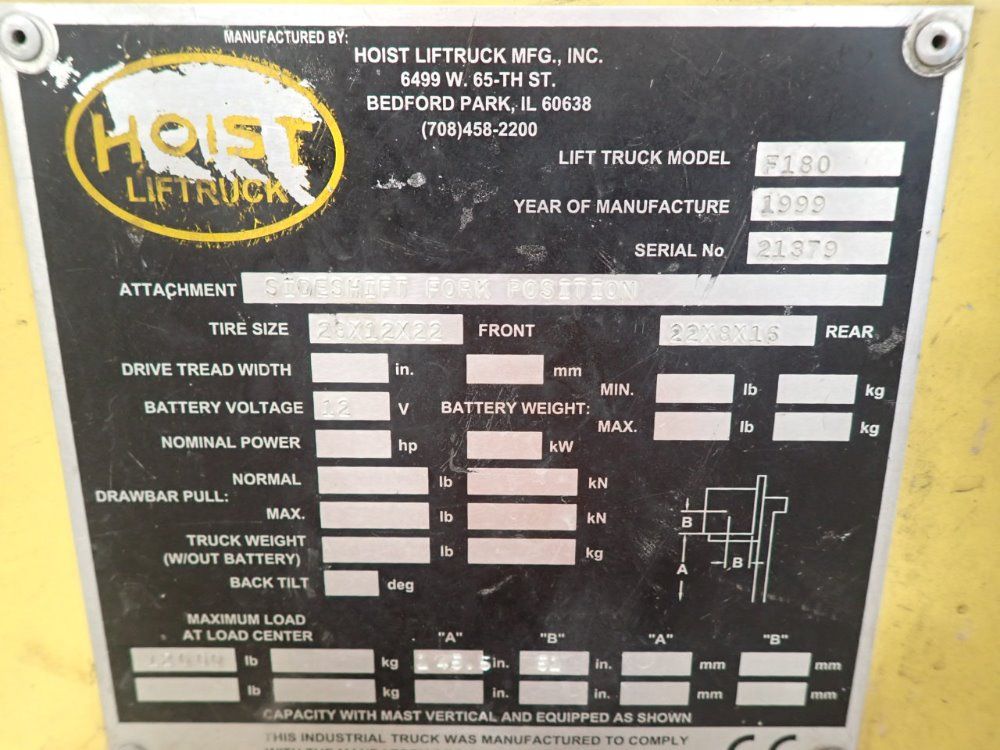 MANUFACTURED BY:
HOIST LIFTRUCK MFG., INC.
6499 W. 65-TH ST.
BEDFORD PARK, IL 60638
(708)458-2200
HOIST
LIFTRUCK
LIFT TRUCK MODEL F180
YEAR OF MANUFACTURE 1999
SERIAL No 21379
ATTACHMENT SIDESHIFT FORK POSITION
TIRE SIZE 28X12X22 FRONT 22X8X16 REAR
DRIVE TREAD WIDTH in. mm
MIN. lb kg
BATTERY VOLTAGE 12 V BATTERY WEIGHT:
MAX. lb kg
NOMINAL POWER hp kW
NORMAL lb kN
DRAWBAR PULL:
MAX. lb kN
TRUCK WEIGHT
(W/OUT BATTERY) lb kg
BACK TILT deg
B
B
A
MAXIMUM LOAD
AT LOAD CENTER "A" "B" "A" "B"
lb kg 145.5 in. in. mm mm
lb kg in. in. mm mm
CAPACITY WITH MAST VERTICAL AND EQUIPPED AS SHOWN
THIS INDUSTRIAL TRUCK WAS MANUFACTURED TO COMPLY